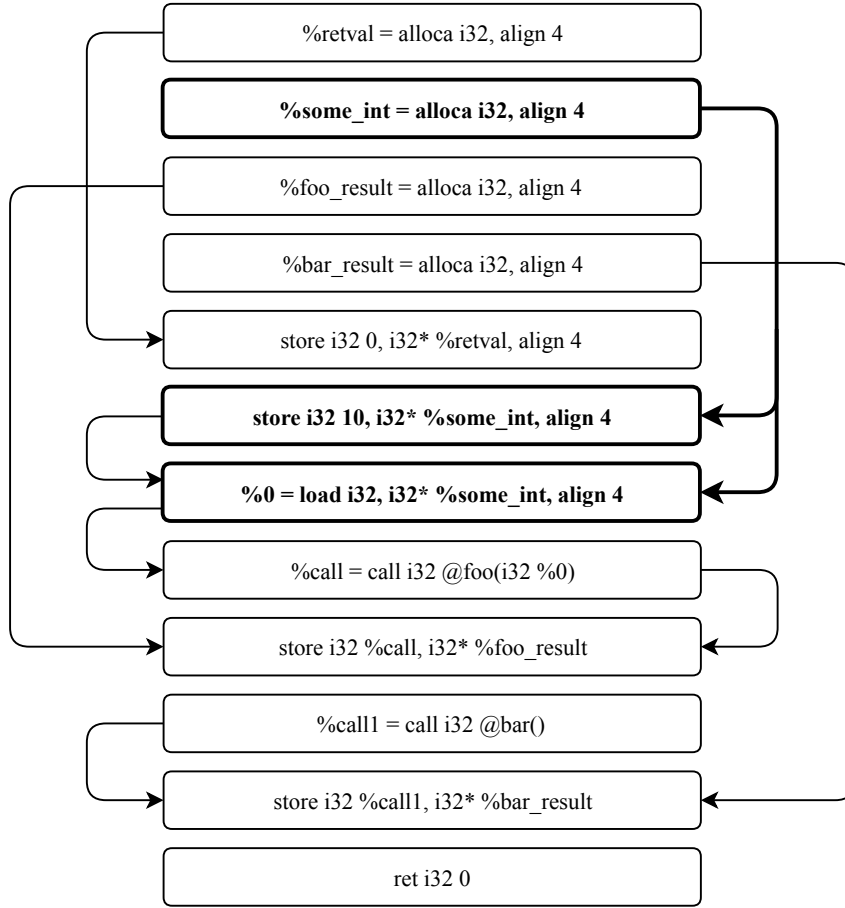 %retval = alloca i32, align 4
%some_int = alloca i32, align 4
%foo_result = alloca i32, align 4
%bar_result = alloca i32, align 4
store i32 0, i32* %retval, align 4
store i32 10, i32* %some_int, align 4
%0 = load i32, i32* %some_int, align 4
%call = call i32 @foo(i32 %0)
store i32 %call, i32* %foo_result
%call1 = call i32 @bar()
store i32 %call1, i32* %bar_result
ret i32 0